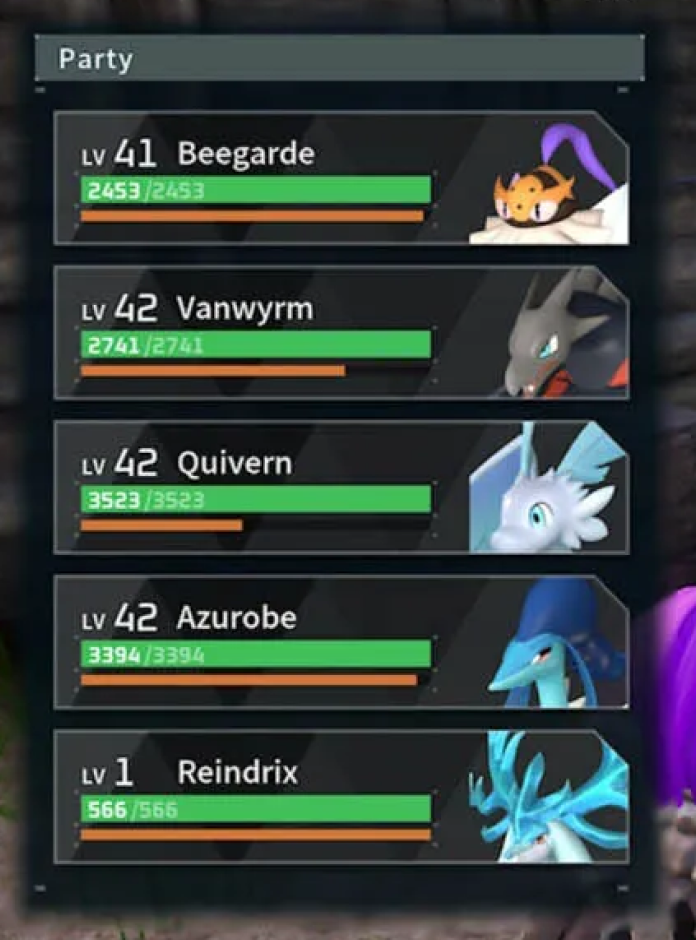 Party
LV 41 Beegarde
2453/2453
LV 42 Vanwyrm
2741/2741
LV 42 Quivern
3523/3523
LV 42 Azurobe
3394/3394
LV 1 Reindrix
566/566